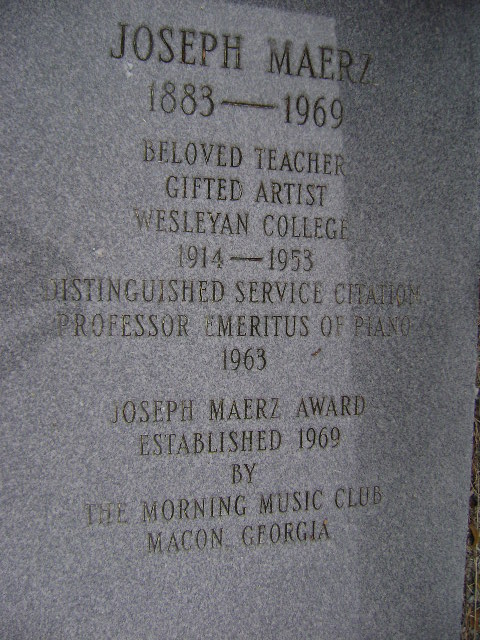 JOSEPH MAERZ
1883—1969
BELOVED TEACHER
GIFTED ARTIST
WESLEYAN COLLEGE
1914—1953
DISTINGUISHED SERVICE CITATION
PROFESSOR EMERITUS OF PIANO
1963
JOSEPH MAERZ AWARD
ESTABLISHED 1969
BY
THE MORNING MUSIC CLUB
MACON, GEORGIA